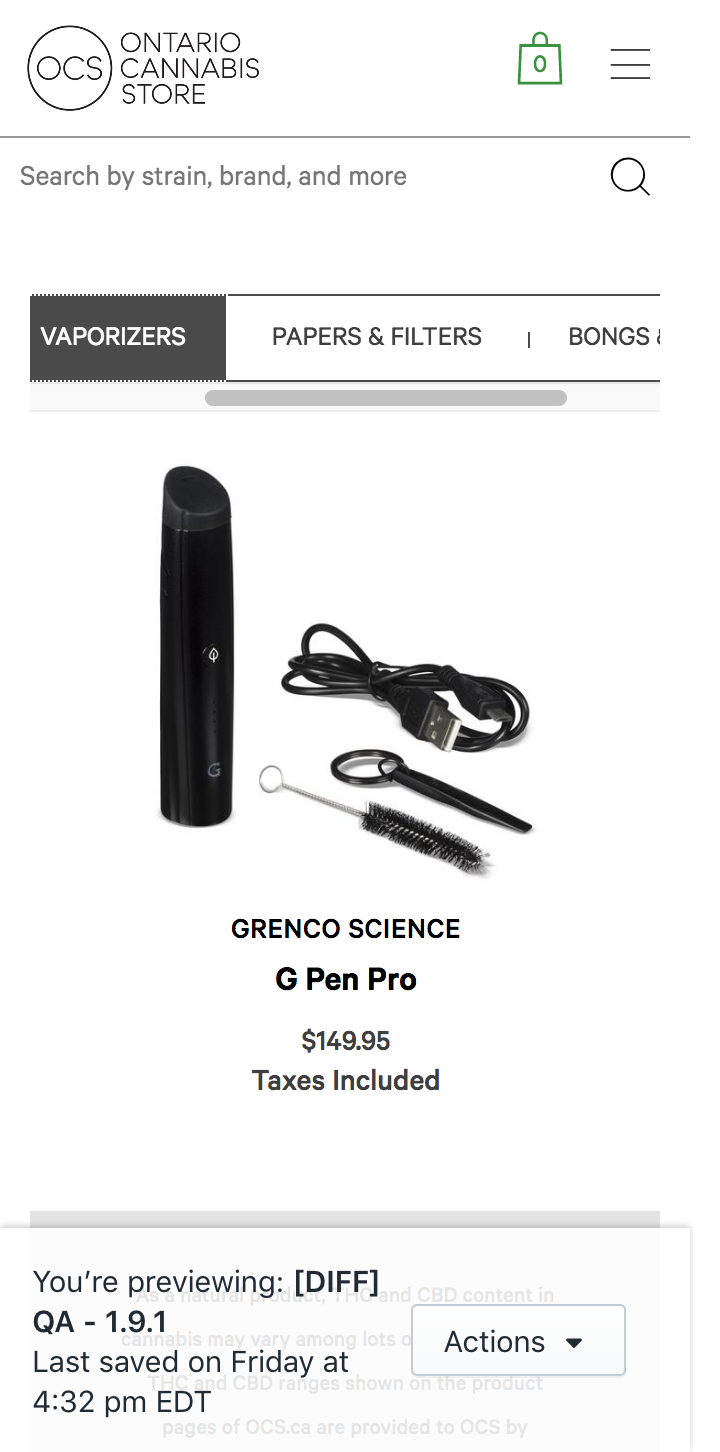 OCS
ONTARIO
CANNABIS
STORE
0
Search by strain, brand, and more
VAPORIZERS
PAPERS & FILTERS | BONGS &
G
GRENCO SCIENCE
G Pen Pro
$149.95
Taxes Included
You’re previewing: [DIFF]
QA - 1.9.1
Last saved on Friday at
4:32 pm EDT
Actions
As a natural product, THC and CBD content in
cannabis may vary among lots o
THC and CBD ranges shown on the product
pages of OCS.ca are provided to OCS by